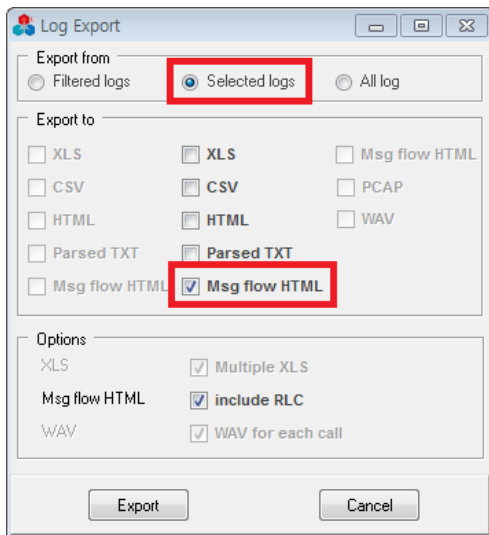 Log Export
Export from
Filtered logs Selected logs All log
Export to
XLS XLS Msg flow HTML
CSV CSV PCAP
HTML HTML WAV
Parsed TXT Parsed TXT
Msg flow HTML Msg flow HTML
Options
XLS Multiple XLS
Msg flow HTML include RLC
WAV WAV for each call
Export Cancel